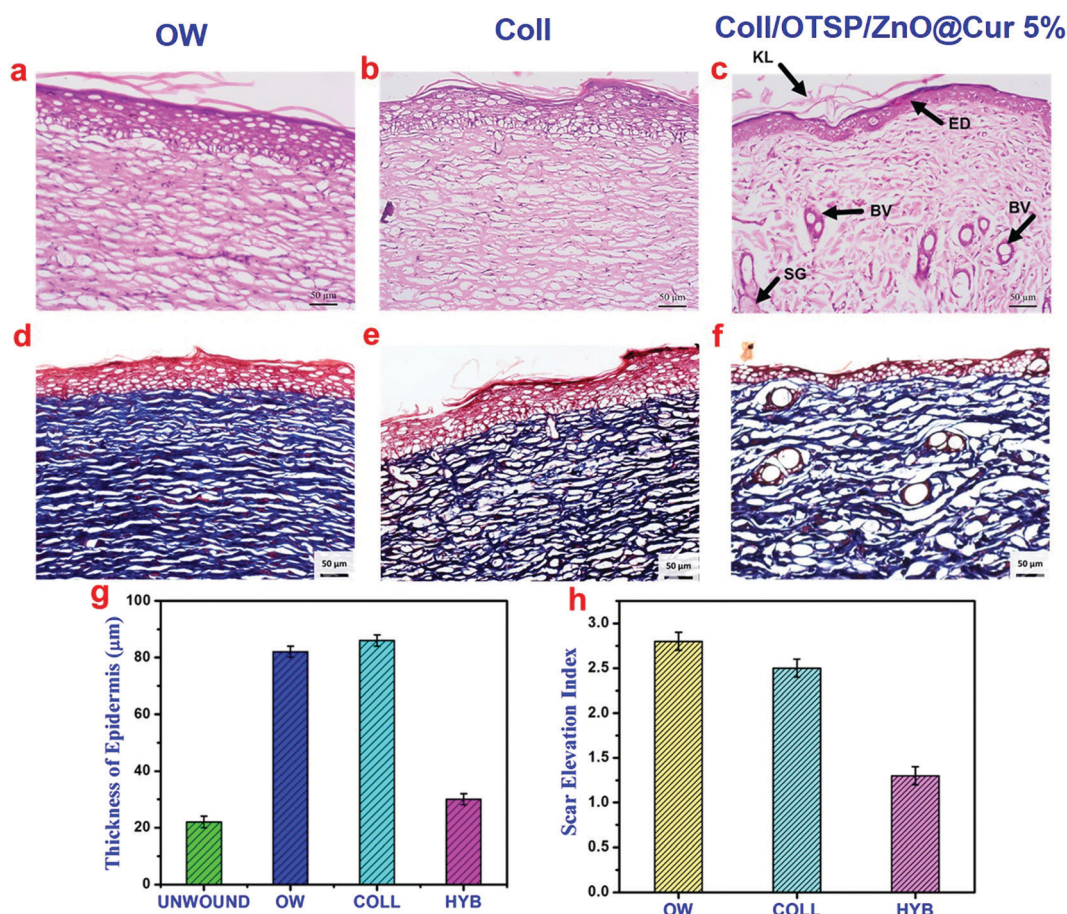 OW
Coll
Coll/OTSP/ZnO@Cur 5%
a
b
c
KL
ED
BV
BV
SG
50 µm
50 µm
50 µm
d
e
f
50 µm
50 µm
50 µm
g
Thickness of Epidermis (µm)
100
80
60
40
20
0
UNWOUND OW COLL HYB
h
Scar Elevation Index
3.0
2.5
2.0
1.5
1.0
0.5
0.0
OW COLL HYB